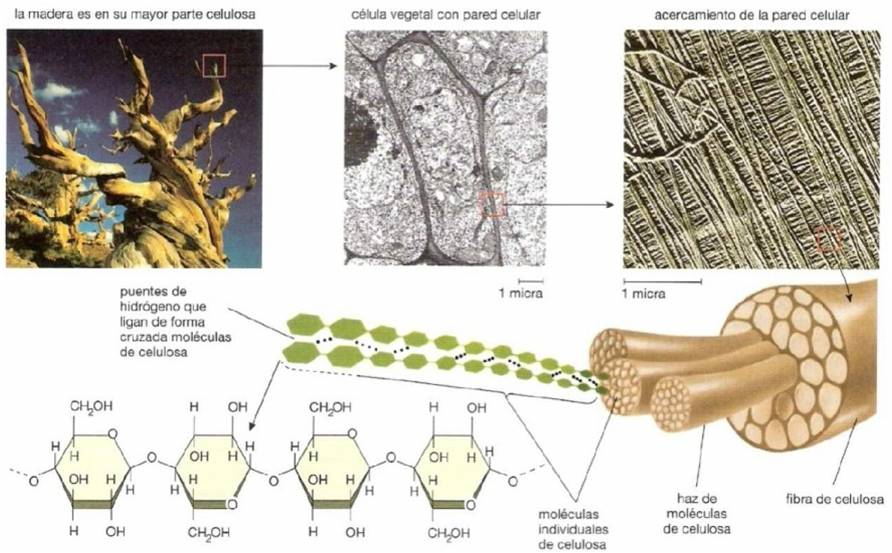 la madera es en su mayor parte celulosa
célula vegetal con pared celular
acercamiento de la pared celular
1 micra
1 micra
puentes de
hidrógeno que
ligan de forma
cruzada moléculas
de celulosa
CH₂OH
H
OH
CH₂OH
H
OH
H
O
H
OH
H
H
H
O
H
OH
H
H
O
OH
H
H
O
OH
H
H
O
O
OH
H
H
H
O
OH
H
H
H
O
H
OH
CH₂OH
H
OH
CH₂OH
moléculas
individuales
de celulosa
haz de
moléculas
de celulosa
fibra de celulosa